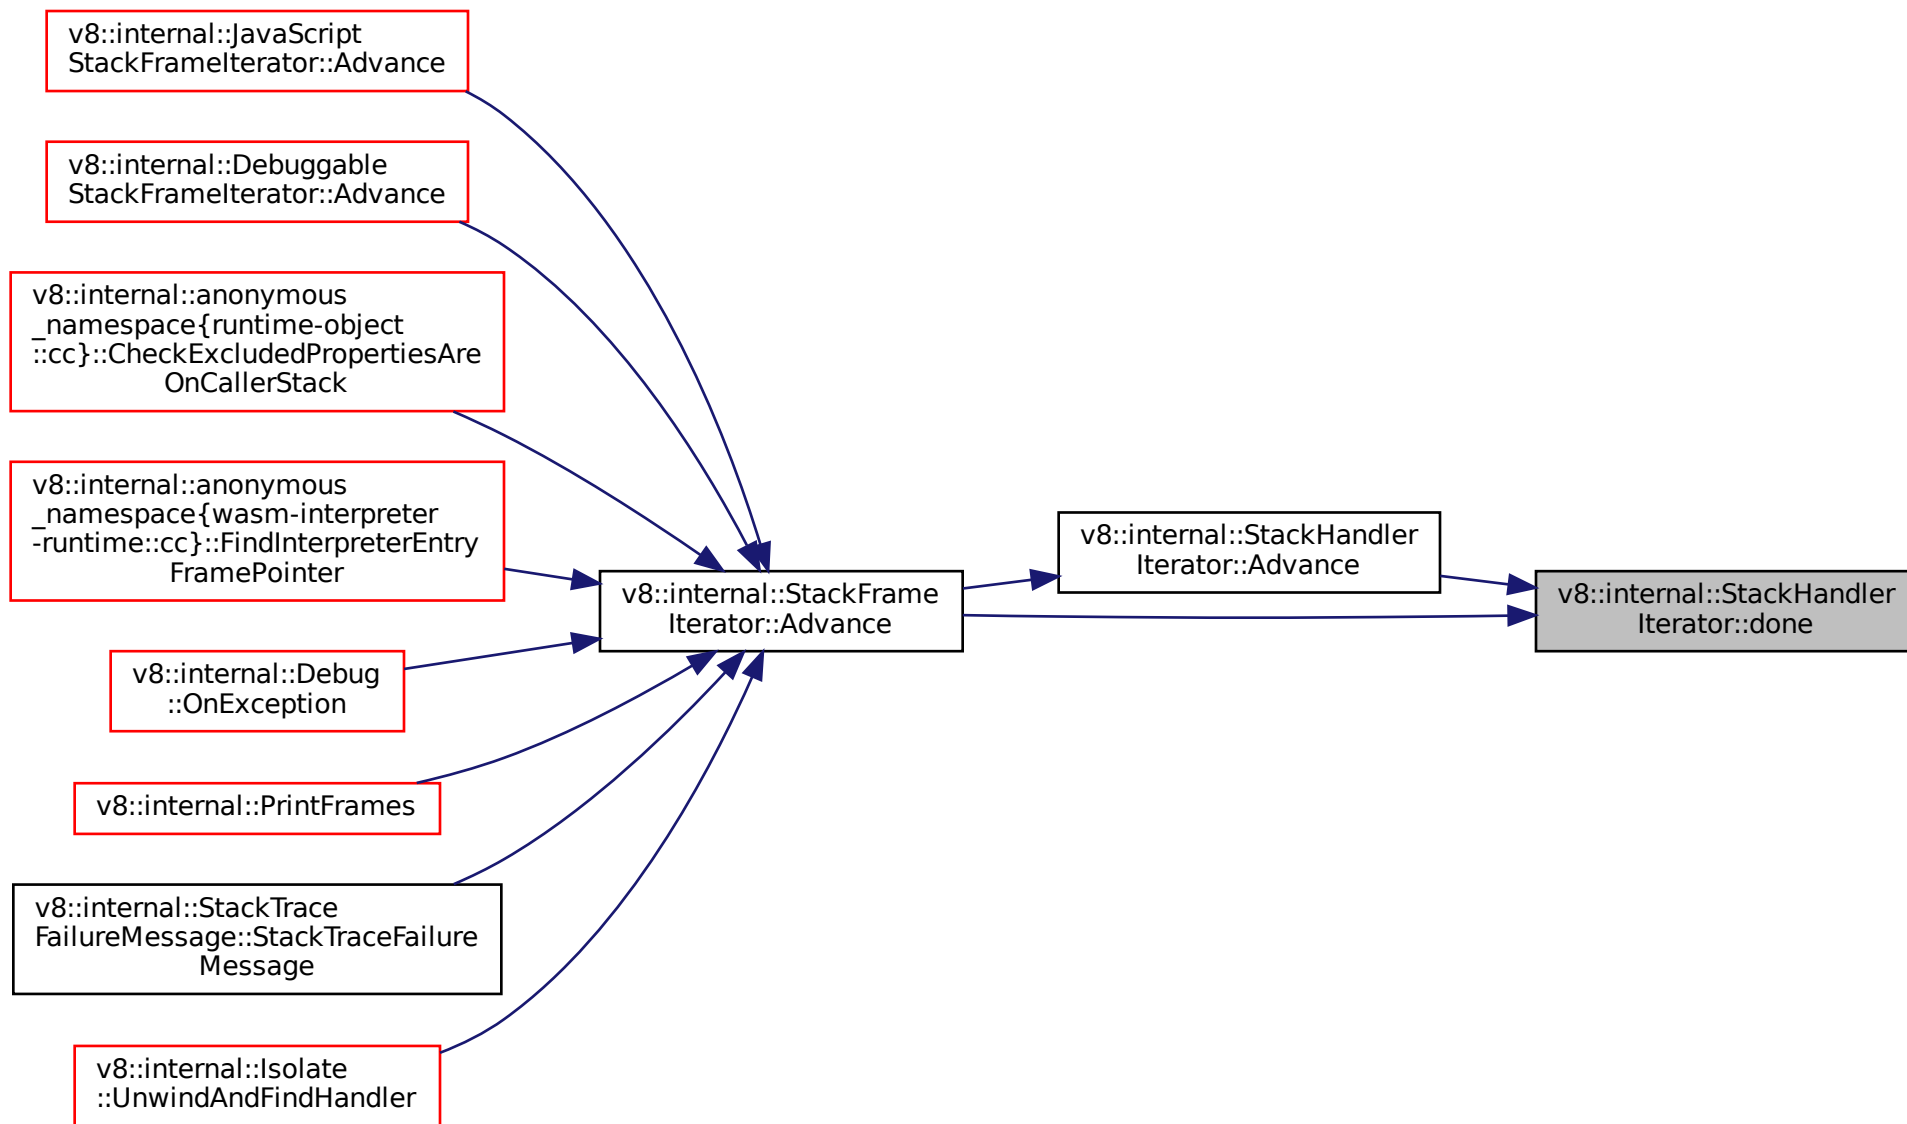 v8::internal::JavaScript
StackFrameIterator::Advance
v8::internal::Debuggable
StackFrameIterator::Advance
v8::internal::anonymous
_namespace{runtime-object
::cc}::CheckExcludedPropertiesAre
OnCallerStack
v8::internal::anonymous
_namespace{wasm-interpreter
-runtime::cc}::FindInterpreterEntry
FramePointer
v8::internal::Debug
::OnException
v8::internal::PrintFrames
v8::internal::StackTrace
FailureMessage::StackTraceFailure
Message
v8::internal::Isolate
::UnwindAndFindHandler
v8::internal::StackFrame
Iterator::Advance
v8::internal::StackHandler
Iterator::Advance
v8::internal::StackHandler
Iterator::done